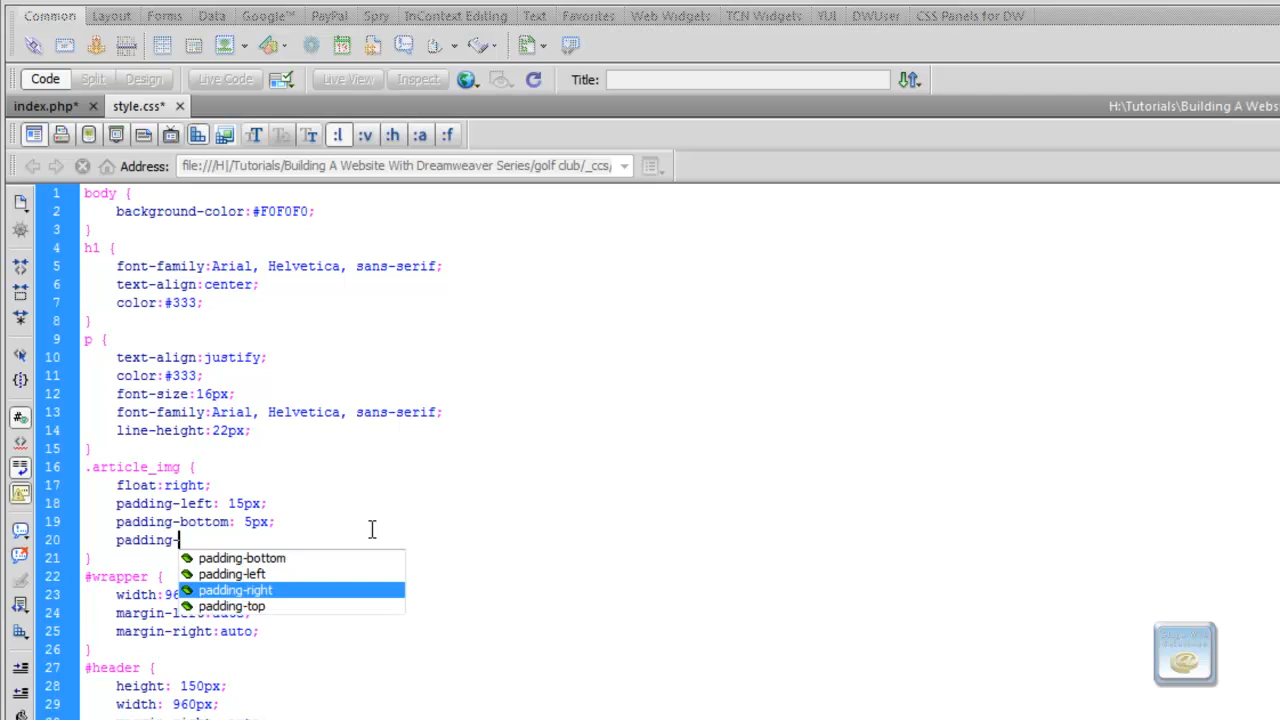 Common Layout Forms Data Google™ PayPal Spry InContext Editing Text Favorites Web Widgets TCN Widgets YUI DWUser CSS Panels for DW
Code Split Design Live Code Live View Inspect Title:
index.php* style.css* H:\Tutorials\Building A Webs
:l :v :h :a :f
Address: file:///H|/Tutorials/Building A Website With Dreamweaver Series/golf club/_ccs/
1 body {
2 background-color:#F0F0F0;
3 }
4 h1 {
5 font-family:Arial, Helvetica, sans-serif;
6 text-align:center;
7 color:#333;
8 }
9 p {
10 text-align:justify;
11 color:#333;
12 font-size:16px;
13 font-family:Arial, Helvetica, sans-serif;
14 line-height:22px;
15 }
16 .article_img {
17 float:right;
18 padding-left: 15px;
19 padding-bottom: 5px;
20 padding-
21 }
padding-bottom
padding-left
padding-right
padding-top
22 #wrapper {
23 width:96
24 margin-left:auto;
25 margin-right:auto;
26 }
27 #header {
28 height: 150px;
29 width: 960px;